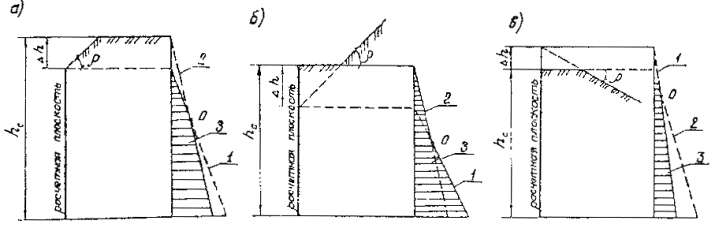 а)
Δh
h_c
ρ
расчетная плоскость
2
0
3
1
б)
Δh
h_c
ρ
расчетная плоскость
2
0
3
1
в)
Δh
h_c
ρ
расчетная плоскость
1
0
2
3